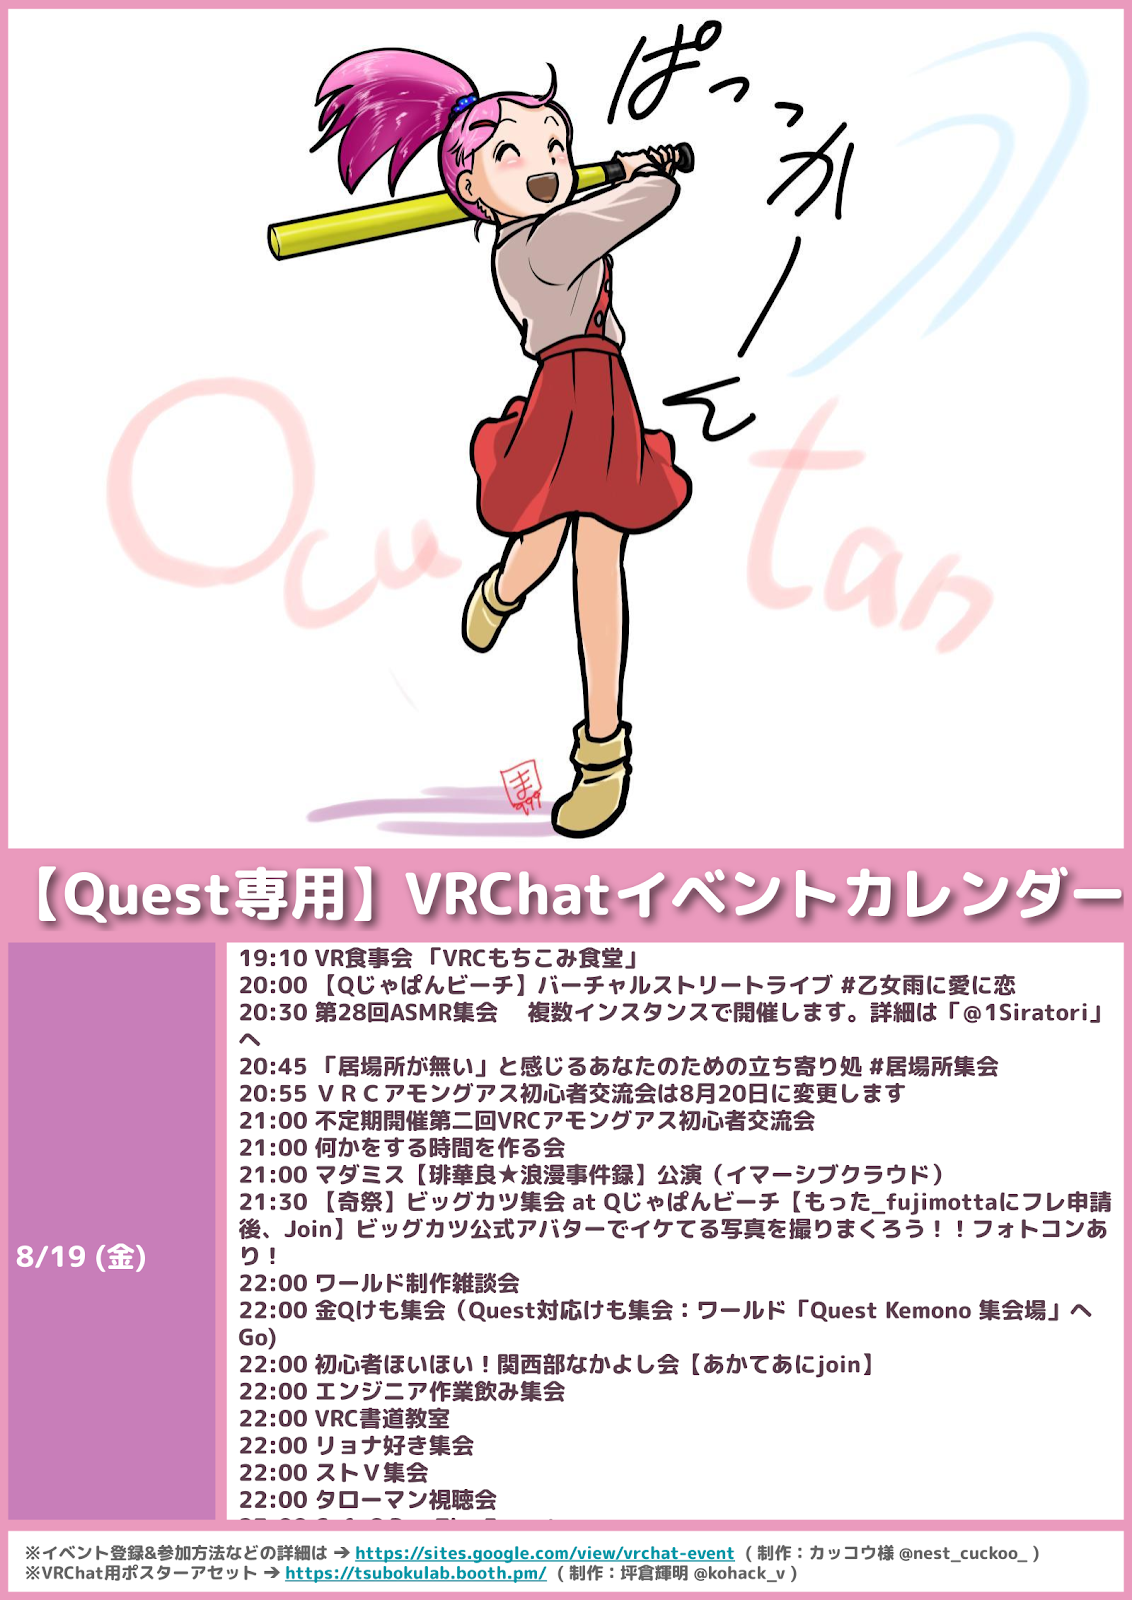 ぱっっかーん
Qcu tan
ま
999
【Quest専用】VRChatイベントカレンダー
8/19 (金)
19:10 VR食事会 「VRCもちこみ食堂」
20:00 【Qじゃぱんビーチ】バーチャルストリートライブ #乙女雨に愛に恋
20:30 第28回ASMR集会　複数インスタンスで開催します。詳細は「@1Siratori」
へ
20:45 「居場所が無い」と感じるあなたのための立ち寄り処 #居場所集会
20:55 ＶＲＣアモングアス初心者交流会は8月20日に変更します
21:00 不定期開催第二回VRCアモングアス初心者交流会
21:00 何かをする時間を作る会
21:00 マダミス【琲華良★浪漫事件録】公演（イマーシブクラウド）
21:30 【奇祭】ビッグカツ集会 at Qじゃぱんビーチ【もった_fujimottaにフレ申請
後、Join】ビッグカツ公式アバターでイケてる写真を撮りまくろう！！フォトコンあ
り！
22:00 ワールド制作雑談会
22:00 金Qけも集会（Quest対応けも集会：ワールド「Quest Kemono 集会場」へ
Go)
22:00 初心者ほいほい！関西部なかよし会【あかてあにjoin】
22:00 エンジニア作業飲み集会
22:00 VRC書道教室
22:00 リョナ好き集会
22:00 ストＶ集会
22:00 タローマン視聴会
※イベント登録&参加方法などの詳細は ➔ https://sites.google.com/view/vrchat-event ( 制作：カッコウ様 @nest_cuckoo_ )
※VRChat用ポスターアセット ➔ https://tsubokulab.booth.pm/ ( 制作：坪倉輝明 @kohack_v )